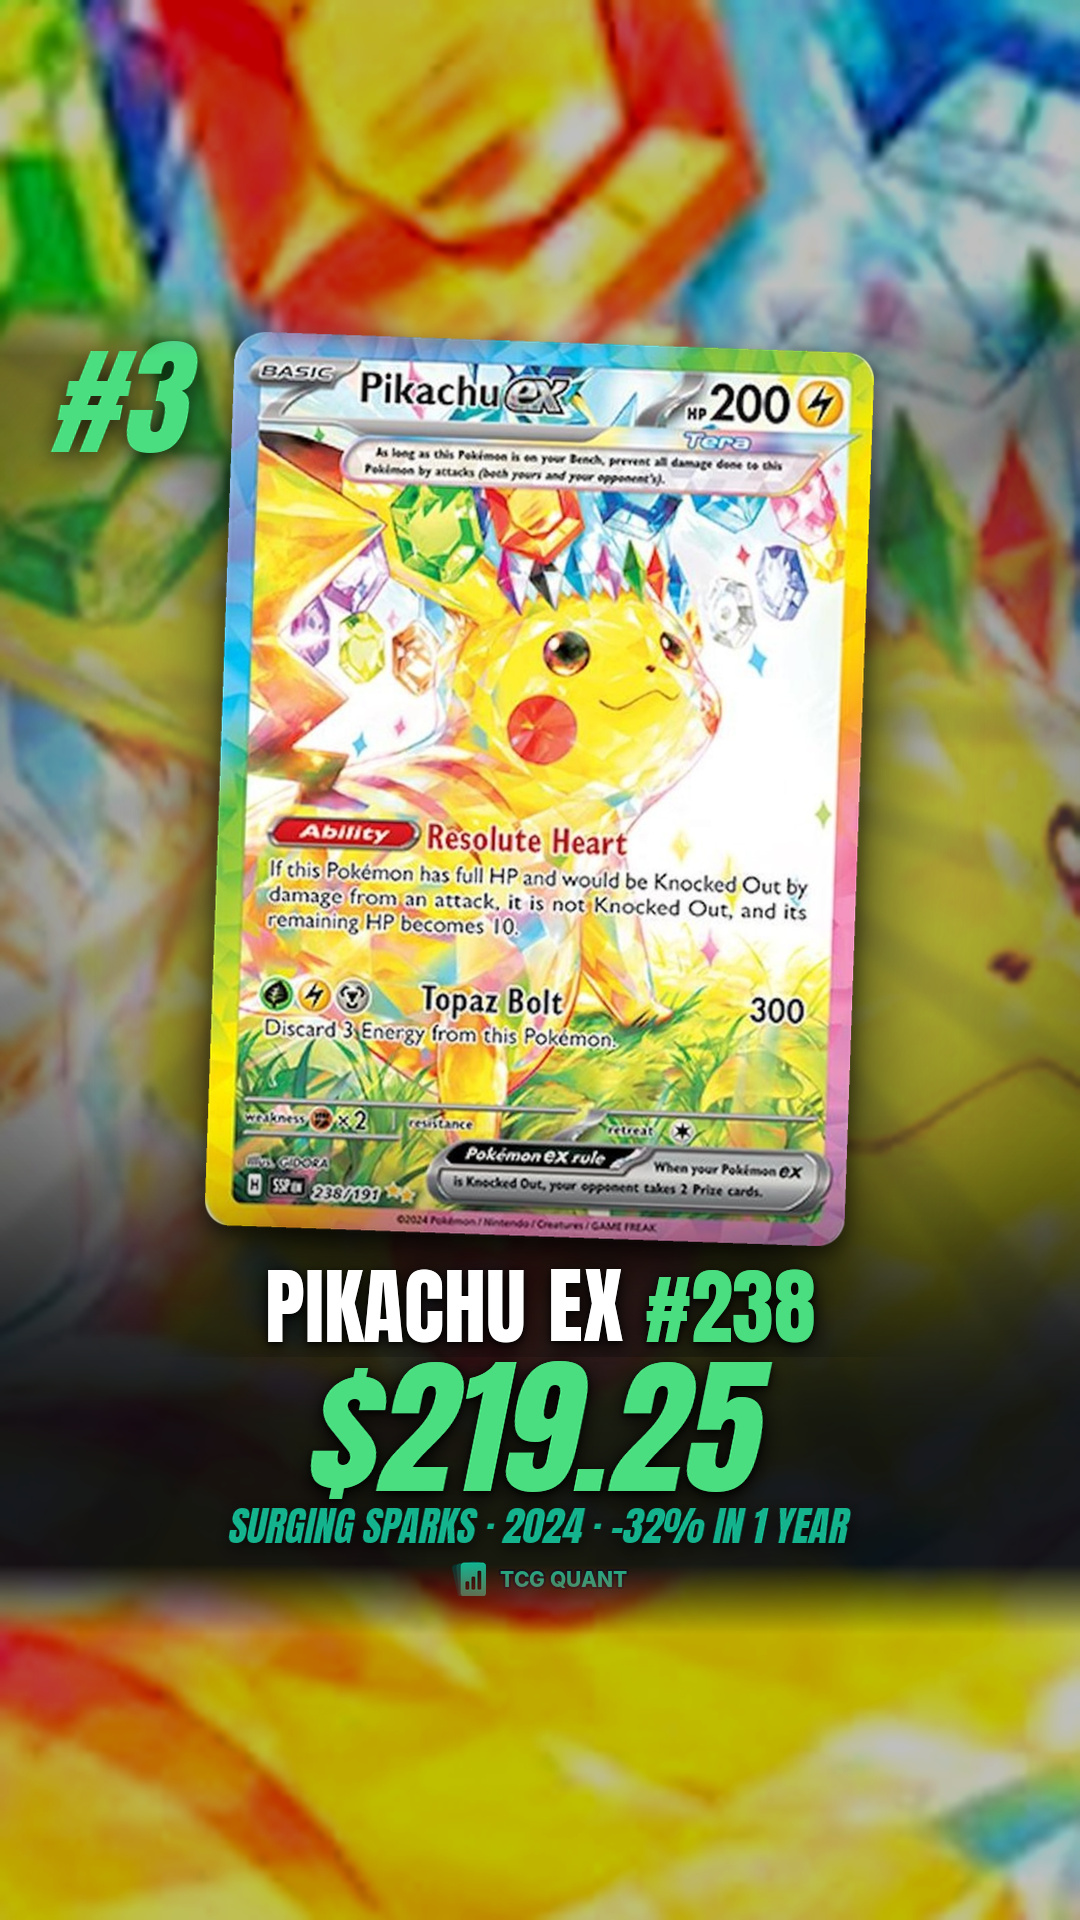 #3
BASIC
Pikachu ex
HP 200
Tera
As long as this Pokémon is on your Bench, prevent all damage done to this
Pokémon by attacks (both yours and your opponent's).
Ability Resolute Heart
If this Pokémon has full HP and would be Knocked Out by
damage from an attack, it is not Knocked Out, and its
remaining HP becomes 10.
Topaz Bolt 300
Discard 3 Energy from this Pokémon.
weakness ×2 resistance retreat
Illus. GIDORA
Pokémon ex rule
When your Pokémon ex
is Knocked Out, your opponent takes 2 Prize cards.
H SSP EN 238/191
©2024 Pokémon / Nintendo / Creatures / GAME FREAK
PIKACHU EX #238
$219.25
SURGING SPARKS · 2024 · -32% IN 1 YEAR
TCG QUANT